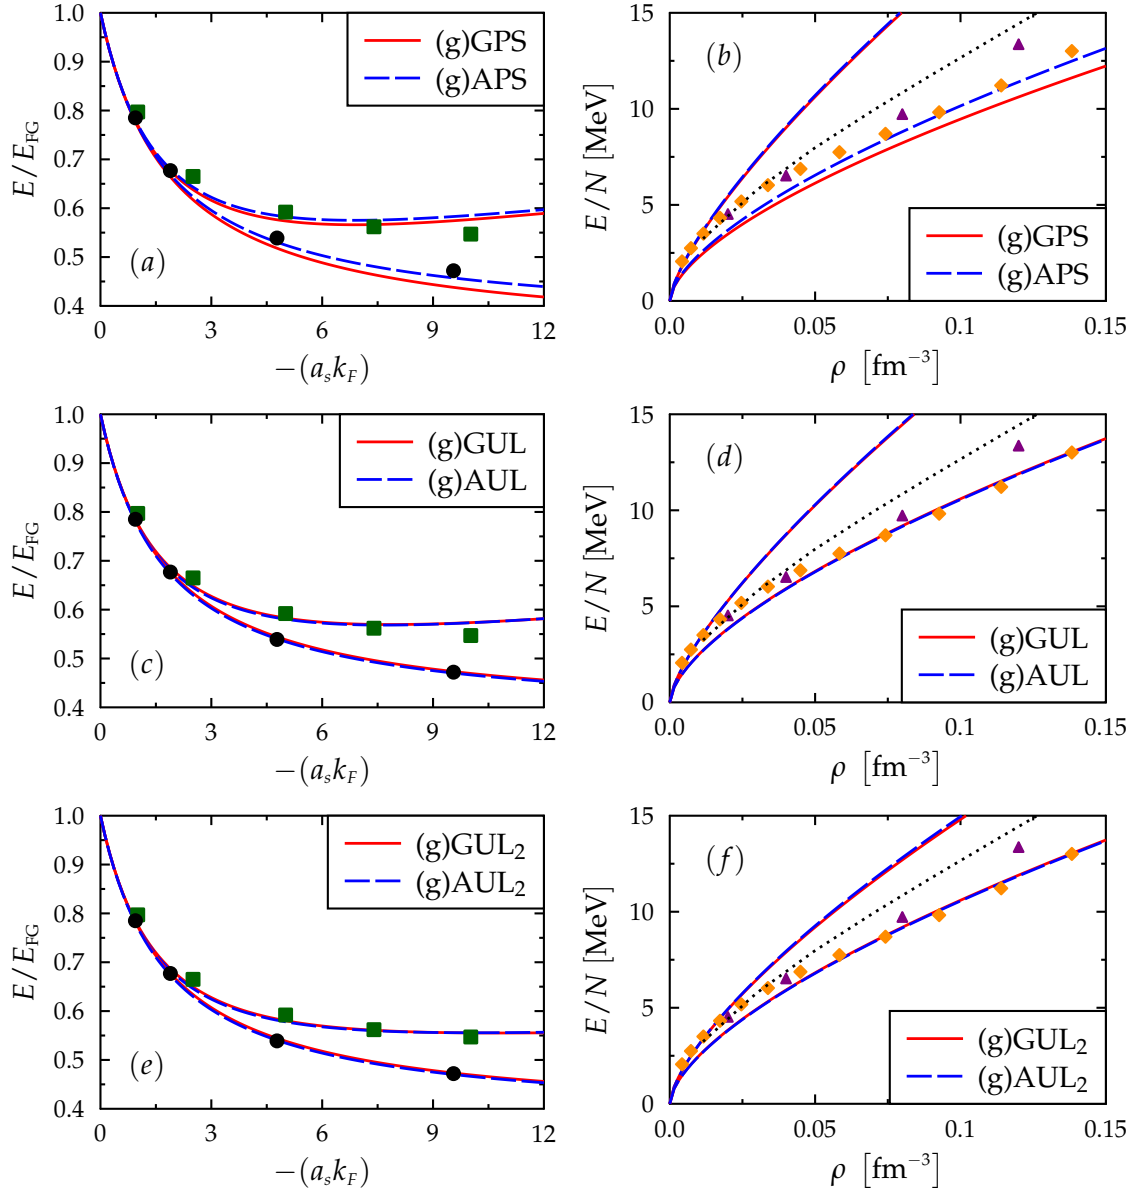 1.0
0.9
0.8
0.7
0.6
0.5
0.4
E/E_FG
(g)GPS
(g)APS
(a)
0 3 6 9 12
−(a_s k_F)
15
10
5
0
E/N [MeV]
(b)
(g)GPS
(g)APS
0.0 0.05 0.1 0.15
ρ [fm⁻³]
1.0
0.9
0.8
0.7
0.6
0.5
0.4
E/E_FG
(g)GUL
(g)AUL
(c)
0 3 6 9 12
−(a_s k_F)
15
10
5
0
E/N [MeV]
(d)
(g)GUL
(g)AUL
0.0 0.05 0.1 0.15
ρ [fm⁻³]
1.0
0.9
0.8
0.7
0.6
0.5
0.4
E/E_FG
(g)GUL₂
(g)AUL₂
(e)
0 3 6 9 12
−(a_s k_F)
15
10
5
0
E/N [MeV]
(f)
(g)GUL₂
(g)AUL₂
0.0 0.05 0.1 0.15
ρ [fm⁻³]